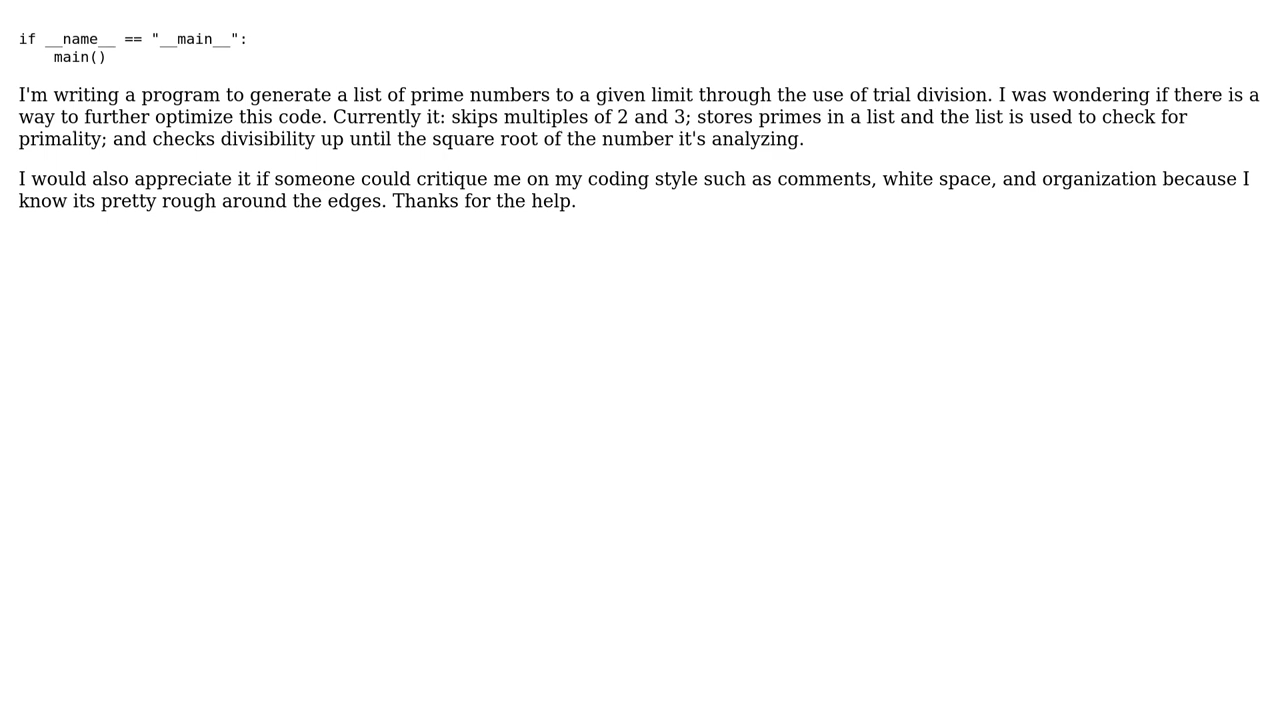 if __name__ == "__main__":
    main()
I'm writing a program to generate a list of prime numbers to a given limit through the use of trial division. I was wondering if there is a
way to further optimize this code. Currently it: skips multiples of 2 and 3; stores primes in a list and the list is used to check for
primality; and checks divisibility up until the square root of the number it's analyzing.
I would also appreciate it if someone could critique me on my coding style such as comments, white space, and organization because I
know its pretty rough around the edges. Thanks for the help.